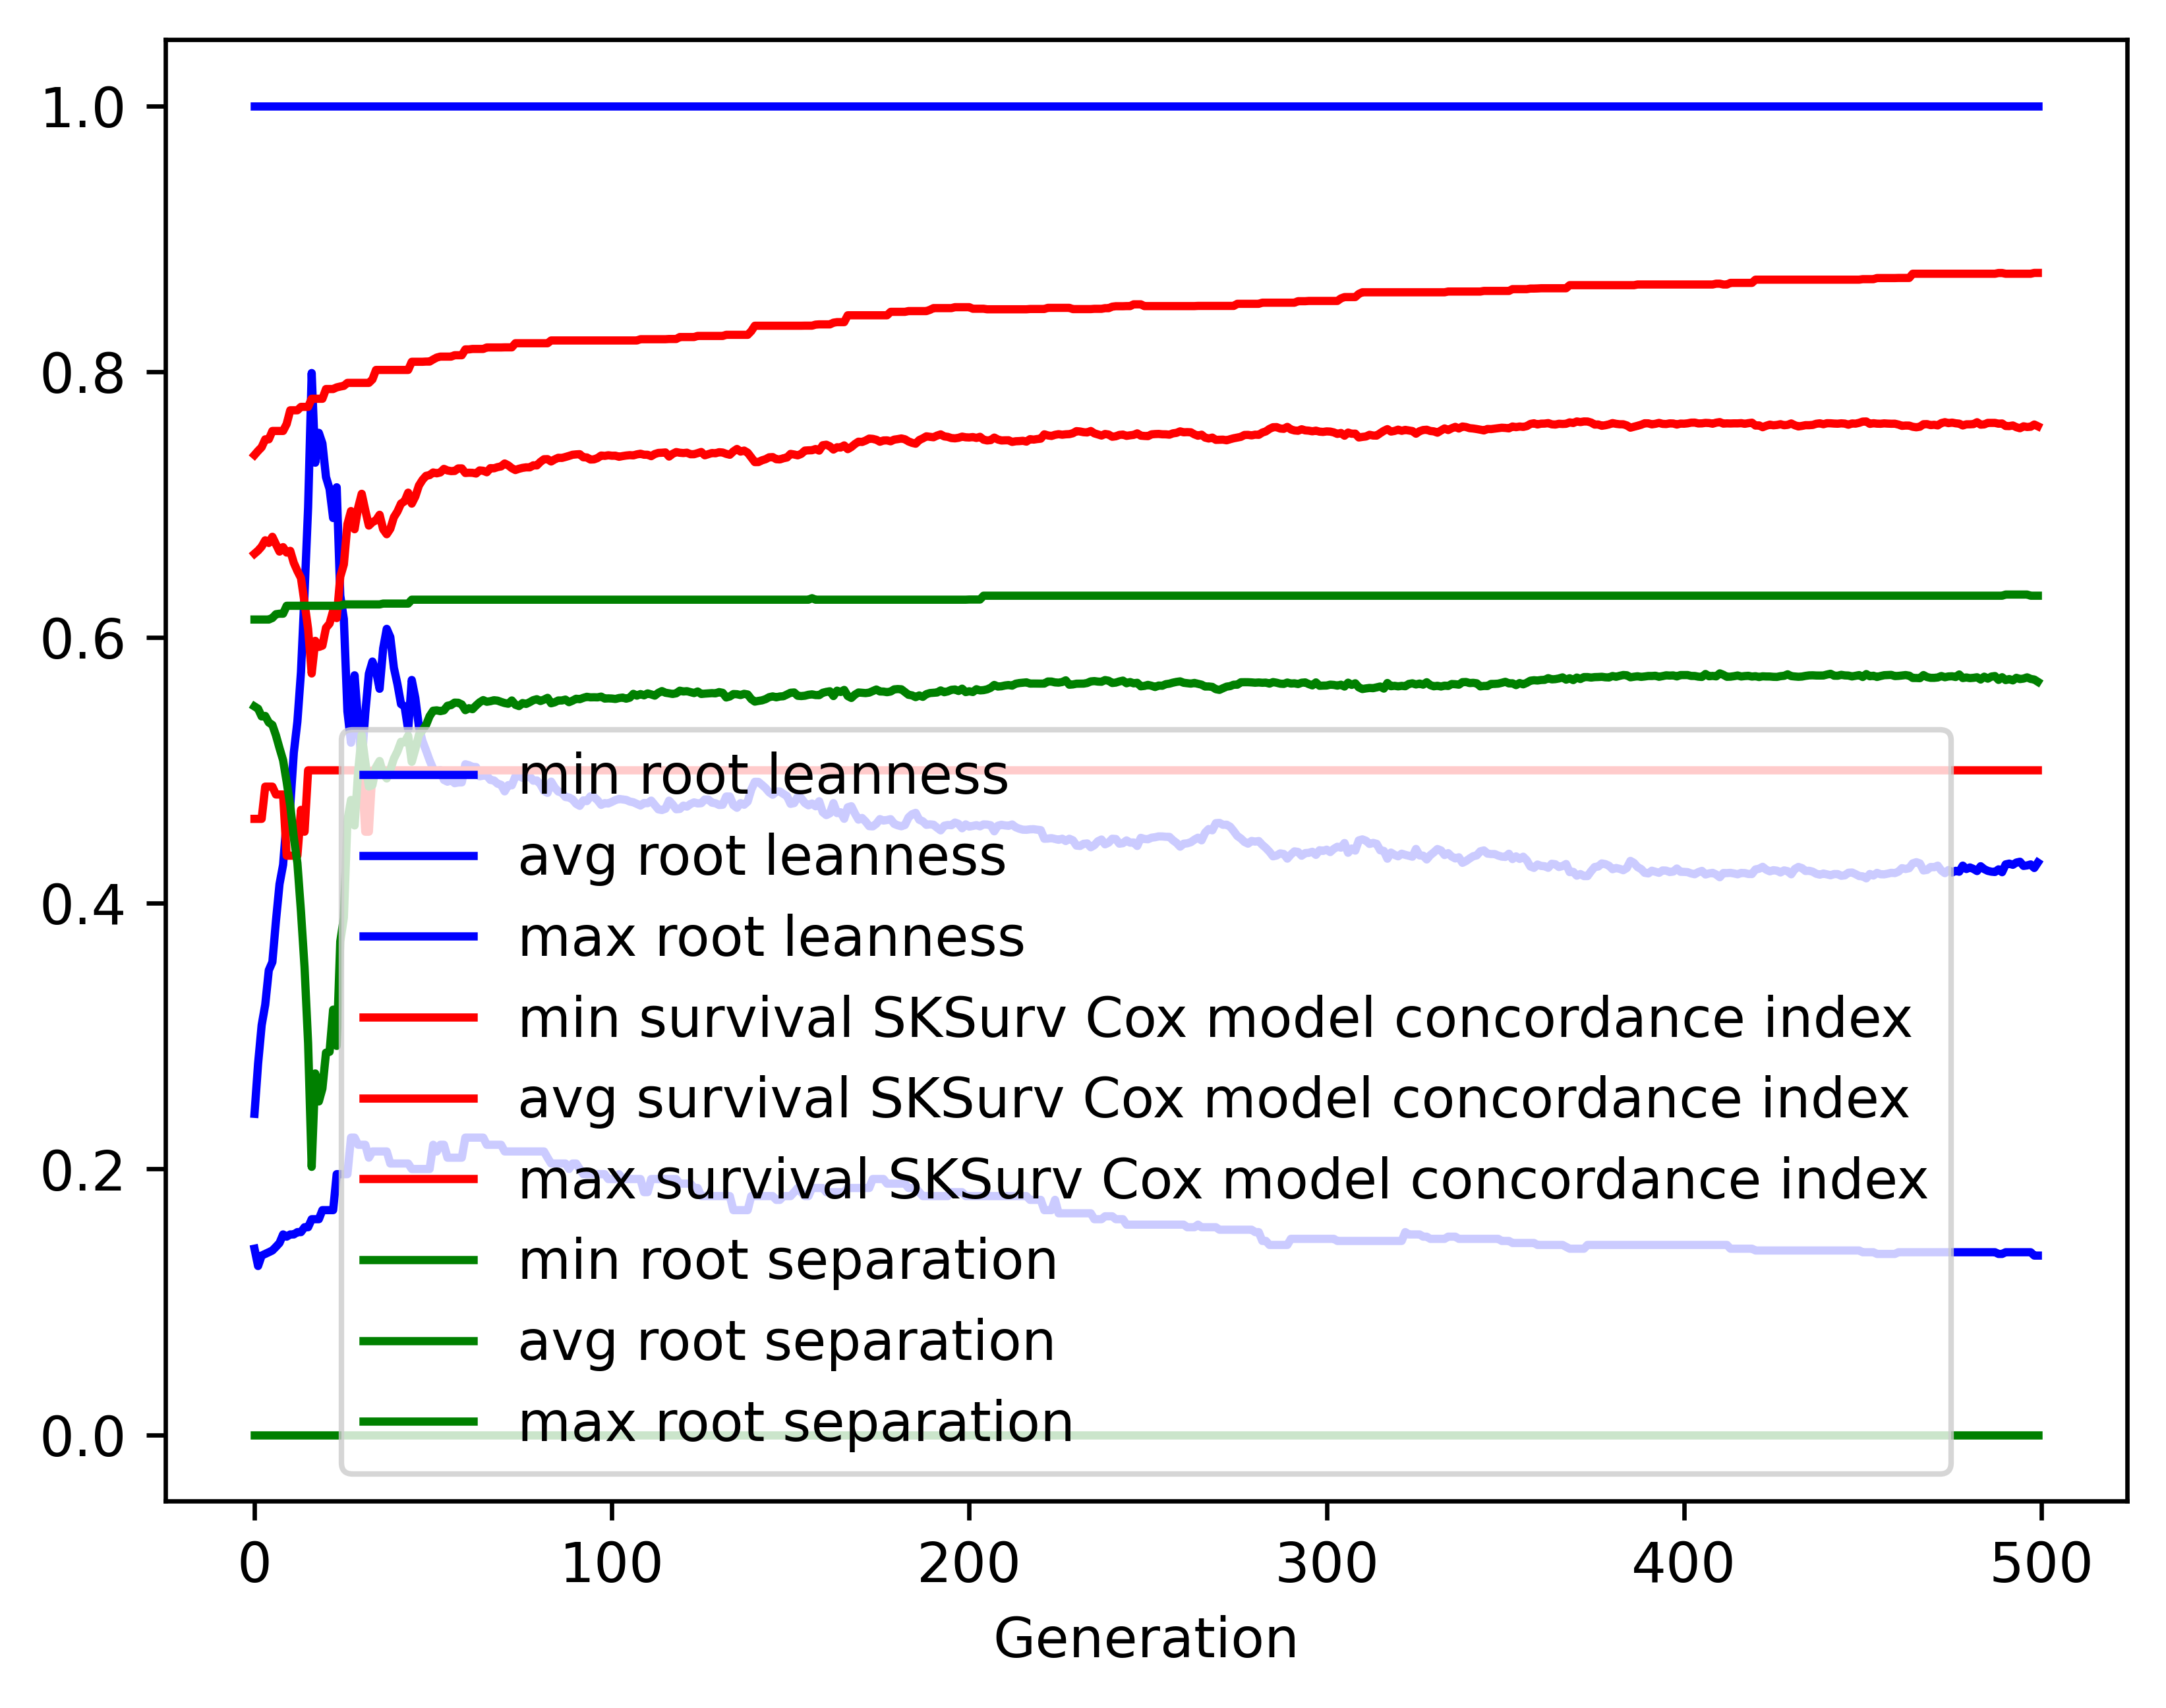 1.0
0.8
0.6
0.4
0.2
0.0
min root leanness
avg root leanness
max root leanness
min survival SKSurv Cox model concordance index
avg survival SKSurv Cox model concordance index
max survival SKSurv Cox model concordance index
min root separation
avg root separation
max root separation
0 100 200 300 400 500
Generation